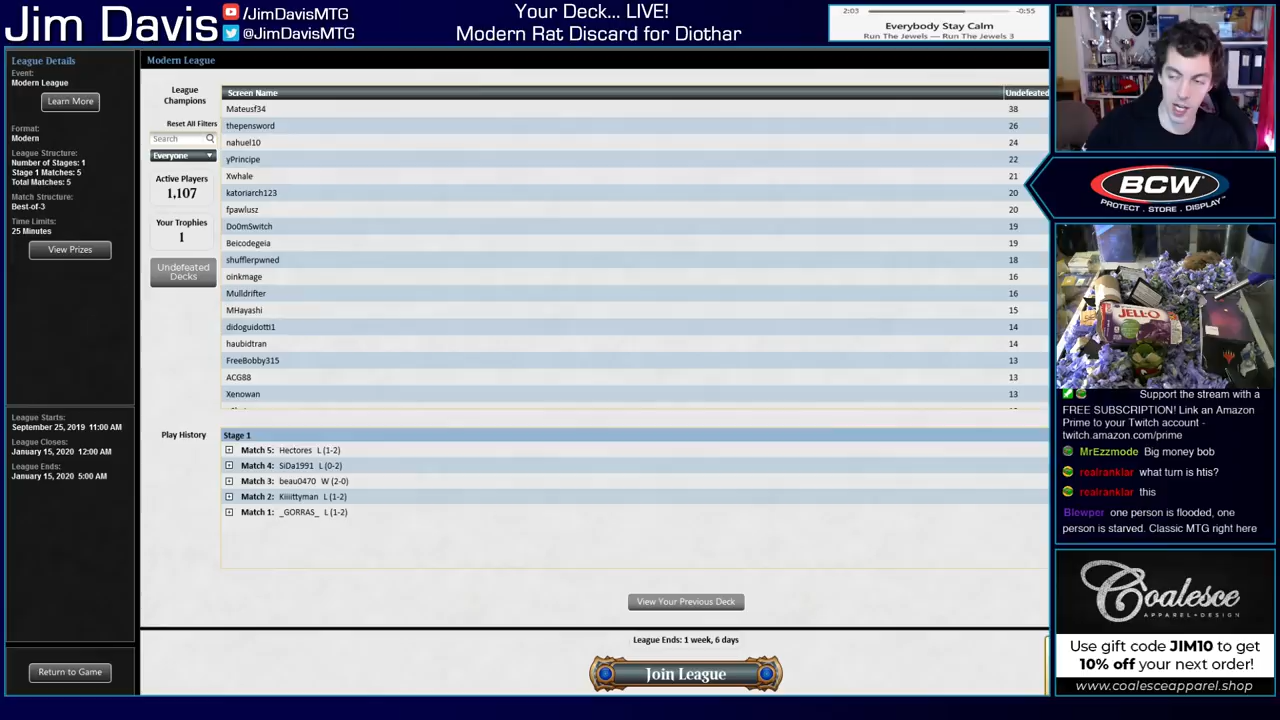 Jim Davis
/JimDavisMTG
@JimDavisMTG
Your Deck... LIVE!
Modern Rat Discard for Diothar
2:03
-0:55
Everybody Stay Calm
Run The Jewels — Run The Jewels 3
League Details
Event:
Modern League
Learn More
Format:
Modern
League Structure:
Number of Stages: 1
Stage 1 Matches: 5
Total Matches: 5
Match Structure:
Best-of-3
Time Limits:
25 Minutes
View Prizes
League Starts:
September 25, 2019 11:00 AM
League Closes:
January 15, 2020 12:00 AM
League Ends:
January 15, 2020 5:00 AM
Return to Game
Modern League
League
Champions
Reset All Filters
Search
Everyone
Active Players
1,107
Your Trophies
1
Undefeated
Decks
Screen Name Undefeated
Mateusf34 38
thepensword 26
nahuel10 24
yPrincipe 22
Xwhale 21
katoriarch123 20
fpawlusz 20
Do0mSwitch 19
Beicodegeia 19
shufflerpwned 18
oinkmage 16
Mulldrifter 16
MHayashi 15
didoguidotti1 14
haubidtran 14
FreeBobby315 13
ACG88 13
Xenowan 13
Play History
Stage 1
Match 5: Hectores L (1-2)
Match 4: SiDa1991 L (0-2)
Match 3: beau0470 W (2-0)
Match 2: Kiiiittyman L (1-2)
Match 1: _GORRAS_ L (1-2)
View Your Previous Deck
League Ends: 1 week, 6 days
Join League
BCW
PROTECT . STORE . DISPLAY
JELL-O
Support the stream with a
FREE SUBSCRIPTION! Link an Amazon
Prime to your Twitch account -
twitch.amazon.com/prime
MrEzzmode Big money bob
realranklar what turn is htis?
realranklar this
Blewper one person is flooded, one
person is starved. Classic MTG right here
Coalesce
APPAREL+DESIGN
Use gift code JIM10 to get
10% off your next order!
www.coalesceapparel.shop